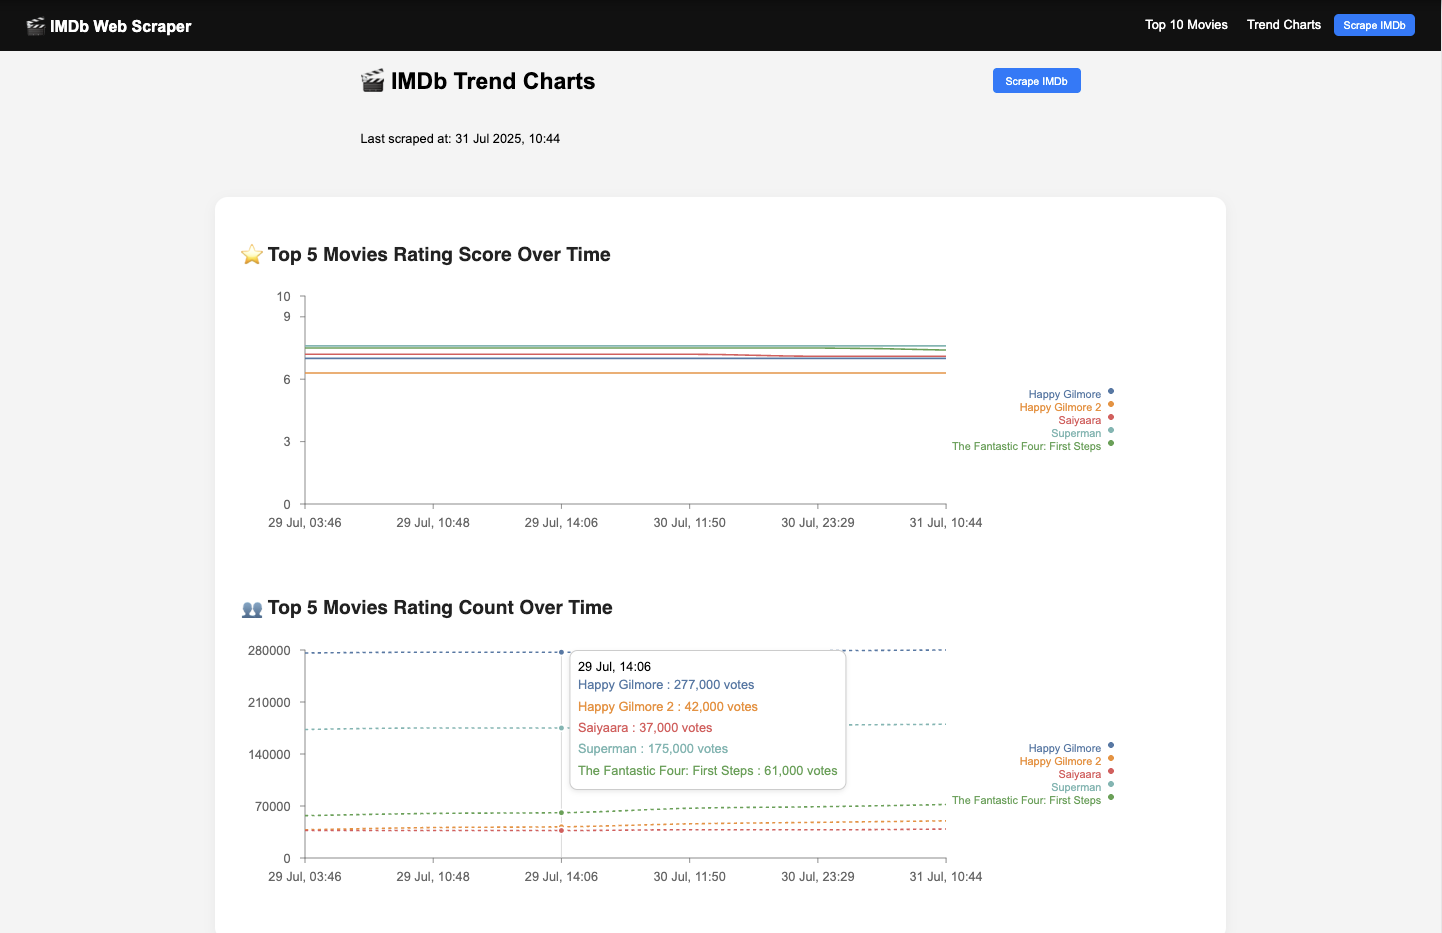 IMDb Web Scraper
Top 10 Movies
Trend Charts
Scrape IMDb
IMDb Trend Charts
Scrape IMDb
Last scraped at: 31 Jul 2025, 10:44
Top 5 Movies Rating Score Over Time
10
9
6
3
0
29 Jul, 03:46
29 Jul, 10:48
29 Jul, 14:06
30 Jul, 11:50
30 Jul, 23:29
31 Jul, 10:44
Happy Gilmore
Happy Gilmore 2
Saiyaara
Superman
The Fantastic Four: First Steps
Top 5 Movies Rating Count Over Time
280000
210000
140000
70000
0
29 Jul, 14:06
Happy Gilmore : 277,000 votes
Happy Gilmore 2 : 42,000 votes
Saiyaara : 37,000 votes
Superman : 175,000 votes
The Fantastic Four: First Steps : 61,000 votes
29 Jul, 03:46
29 Jul, 10:48
29 Jul, 14:06
30 Jul, 11:50
30 Jul, 23:29
31 Jul, 10:44
Happy Gilmore
Happy Gilmore 2
Saiyaara
Superman
The Fantastic Four: First Steps